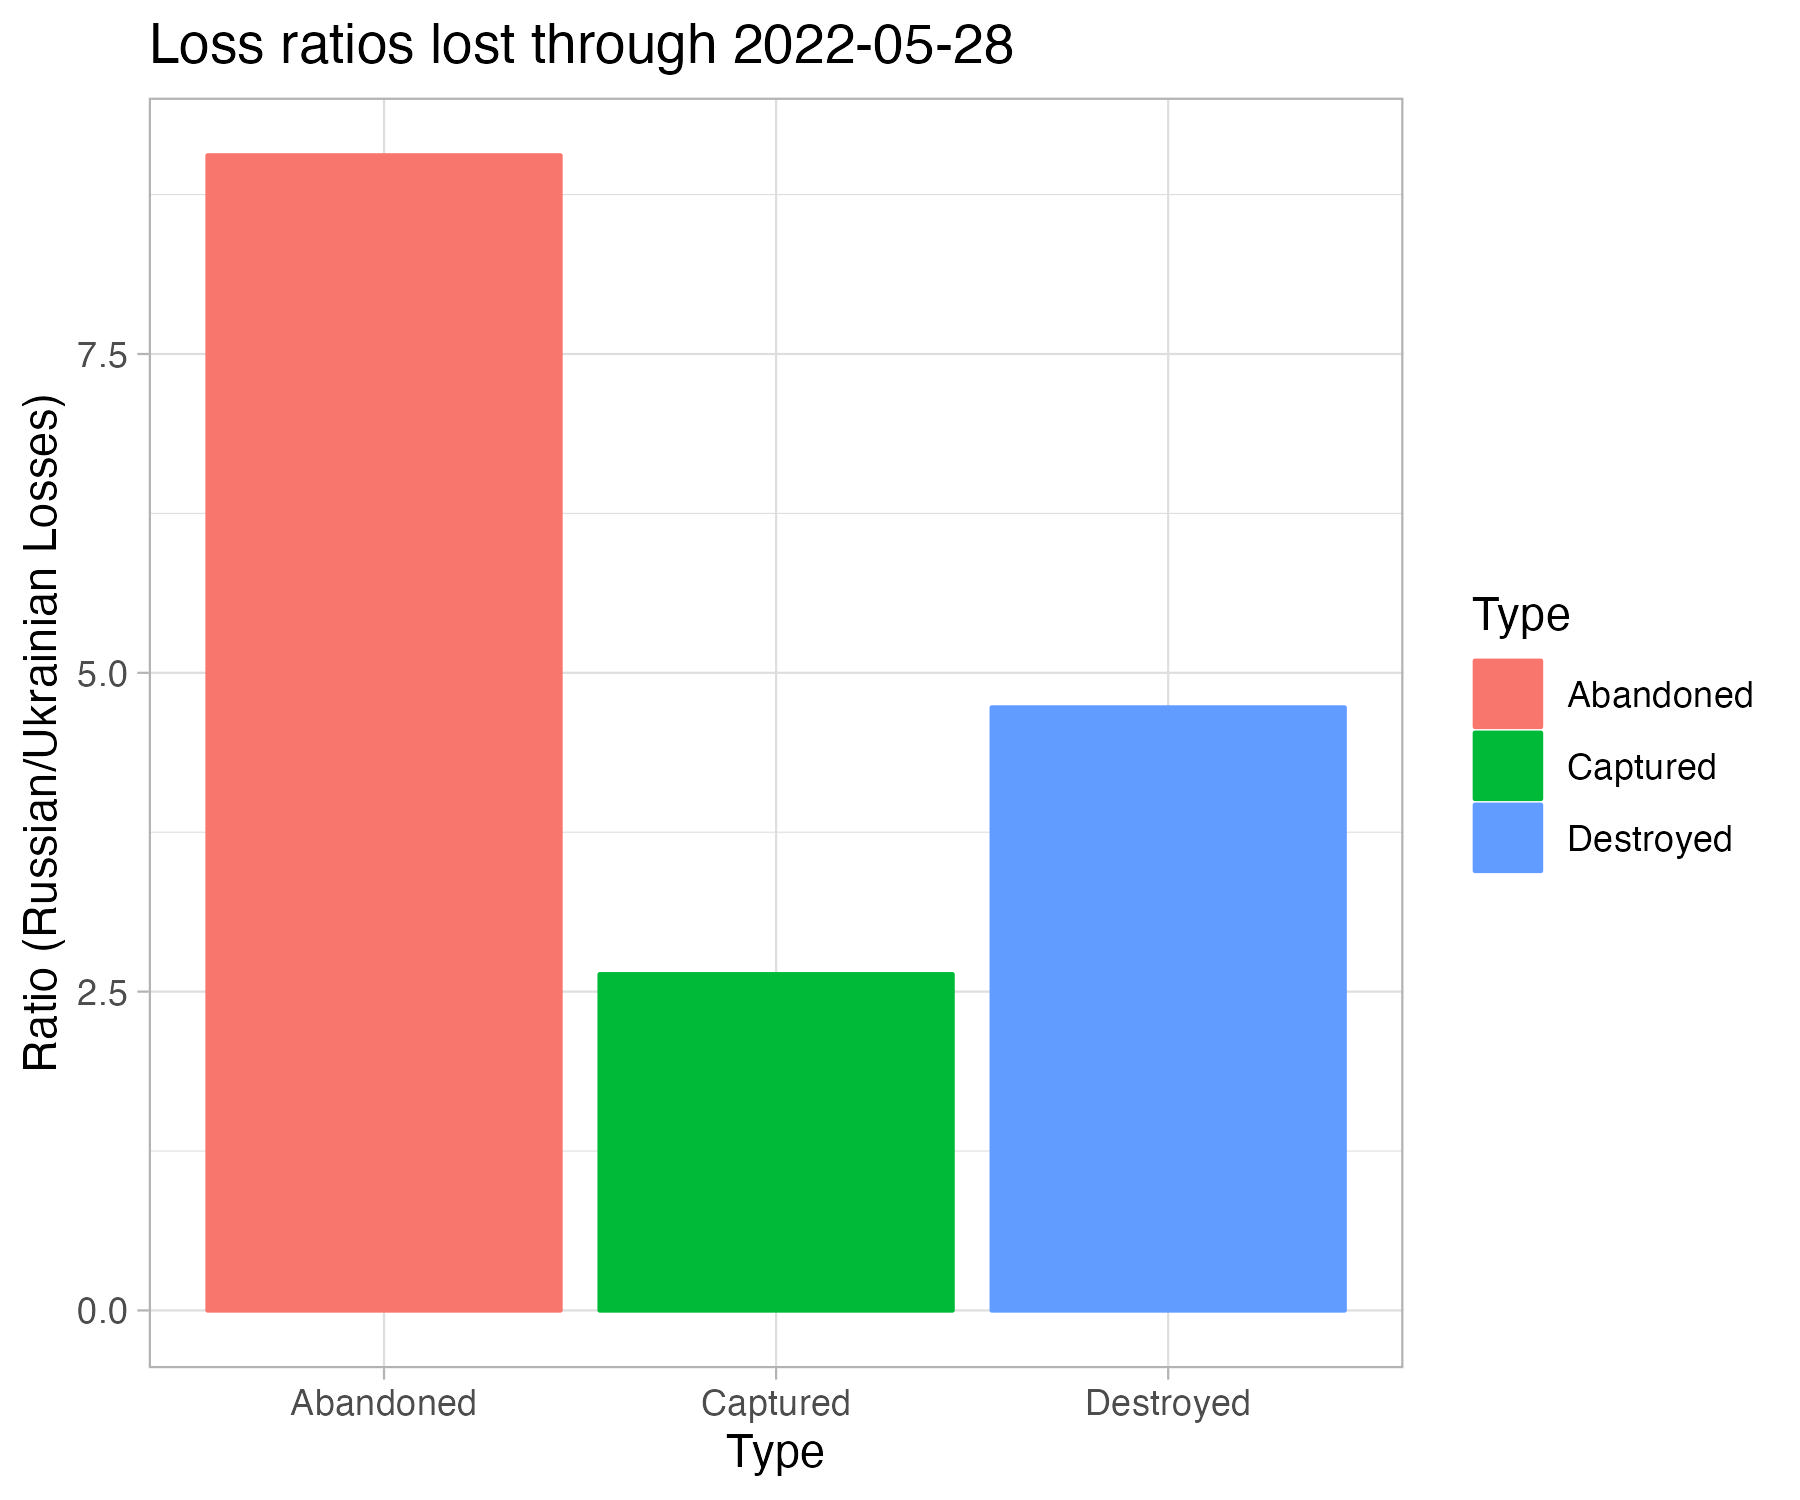 Loss ratios lost through 2022-05-28
Ratio (Russian/Ukrainian Losses)
7.5
5.0
2.5
0.0
Abandoned
Captured
Destroyed
Type
Type
Abandoned
Captured
Destroyed